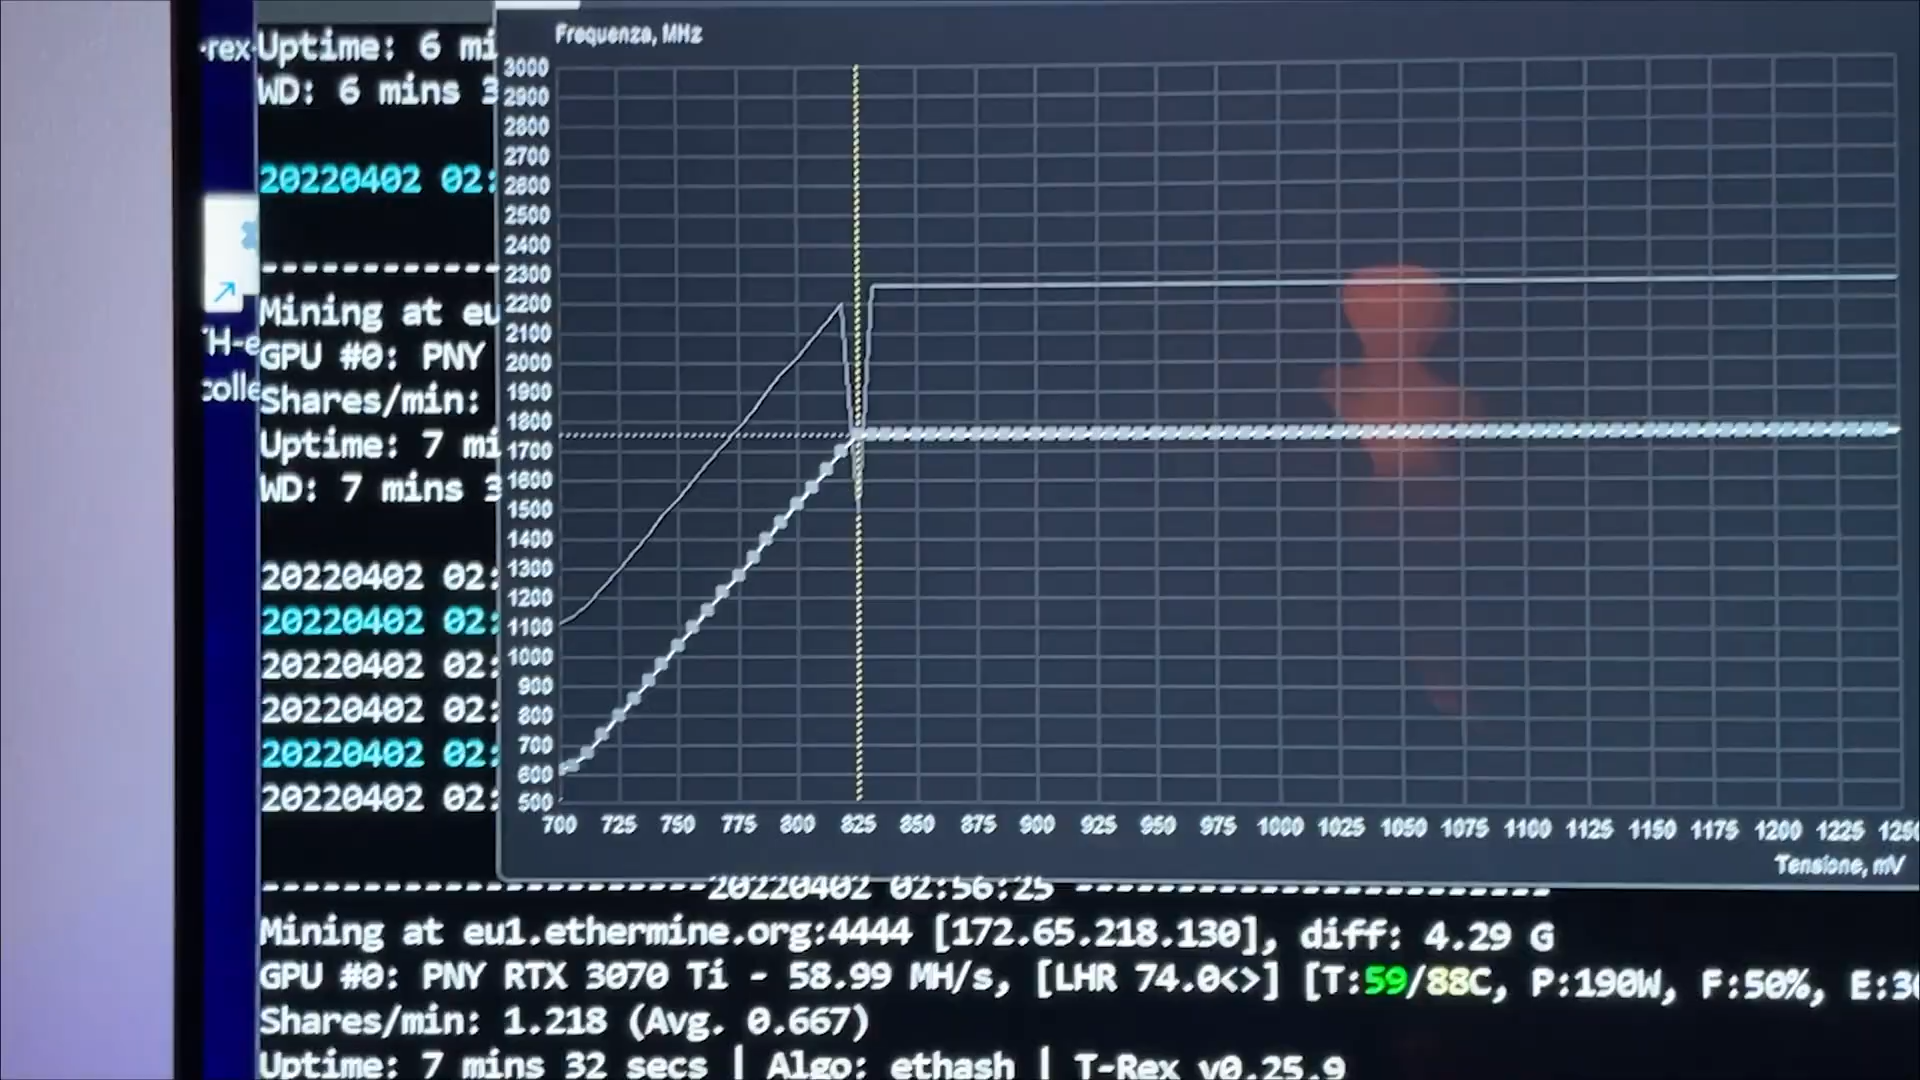 -rex
Uptime: 6 mi
WD: 6 mins 3
20220402 02:
Mining at eu
GPU #0: PNY
Shares/min:
Uptime: 7 mi
WD: 7 mins 3
20220402 02:
20220402 02:
20220402 02:
20220402 02:
20220402 02:
20220402 02:
TH-e
colle
Frequenza, MHz
3000
2900
2800
2700
2600
2500
2400
2300
2200
2100
2000
1900
1800
1700
1600
1500
1400
1300
1200
1100
1000
900
800
700
600
500
700 725 750 775 800 825 850 875 900 925 950 975 1000 1025 1050 1075 1100 1125 1150 1175 1200 1225 1250
Tensione, mV
--------------------20220402 02:56:25 --------------------
Mining at eu1.ethermine.org:4444 [172.65.218.130], diff: 4.29 G
GPU #0: PNY RTX 3070 Ti - 58.99 MH/s, [LHR 74.0<>] [T:59/88C, P:190W, F:50%, E:30
Shares/min: 1.218 (Avg. 0.667)
Uptime: 7 mins 32 secs | Algo: ethash | T-Rex v0.25.9